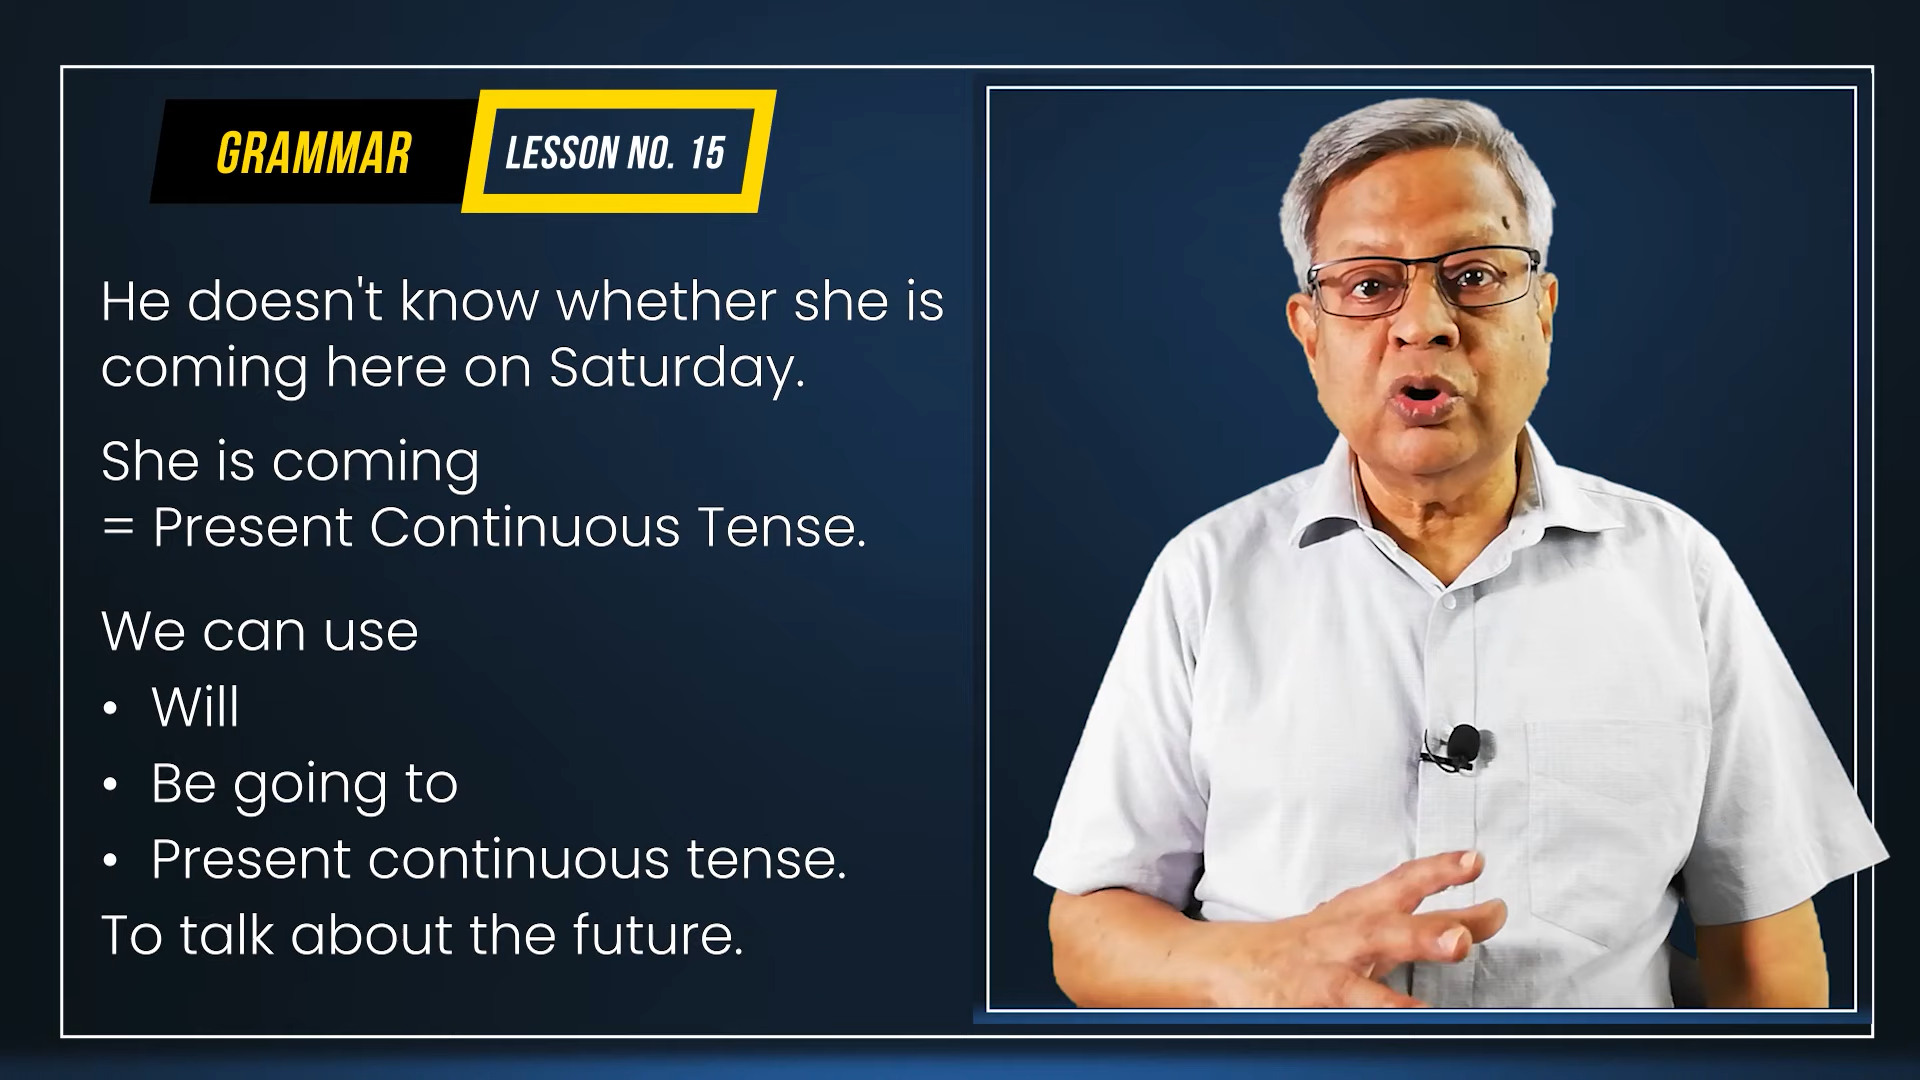 GRAMMAR
LESSON NO. 15
He doesn't know whether she is
coming here on Saturday.
She is coming
= Present Continuous Tense.
We can use
• Will
• Be going to
• Present continuous tense.
To talk about the future.